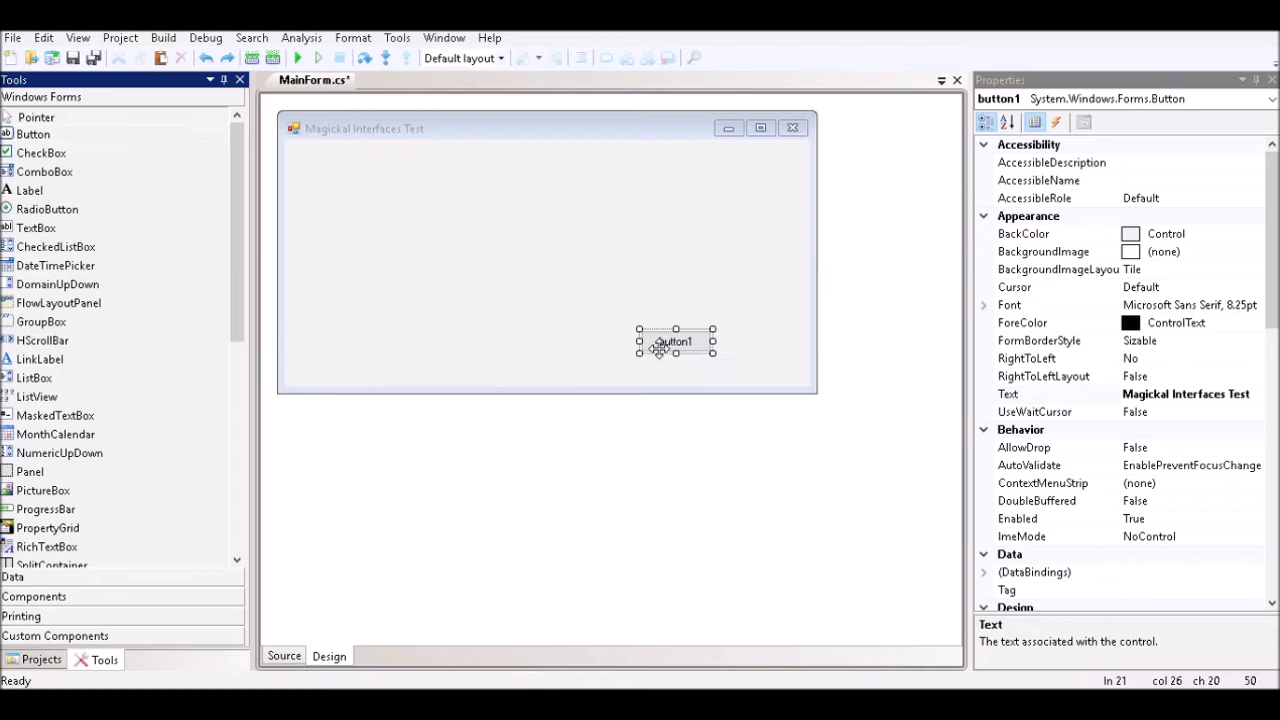 File Edit View Project Build Debug Search Analysis Format Tools Window Help
Default layout
Tools
Windows Forms
Pointer
Button
CheckBox
ComboBox
Label
RadioButton
TextBox
CheckedListBox
DateTimePicker
DomainUpDown
FlowLayoutPanel
GroupBox
HScrollBar
LinkLabel
ListBox
ListView
MaskedTextBox
MonthCalendar
NumericUpDown
Panel
PictureBox
ProgressBar
PropertyGrid
RichTextBox
SplitContainer
Data
Components
Printing
Custom Components
Projects Tools
Ready
MainForm.cs*
Magickal Interfaces Test
button1
Source Design
Properties
button1 System.Windows.Forms.Button
Accessibility
AccessibleDescription
AccessibleName
AccessibleRole Default
Appearance
BackColor Control
BackgroundImage (none)
BackgroundImageLayou Tile
Cursor Default
Font Microsoft Sans Serif, 8.25pt
ForeColor ControlText
FormBorderStyle Sizable
RightToLeft No
RightToLeftLayout False
Text Magickal Interfaces Test
UseWaitCursor False
Behavior
AllowDrop False
AutoValidate EnablePreventFocusChange
ContextMenuStrip (none)
DoubleBuffered False
Enabled True
ImeMode NoControl
Data
(DataBindings)
Tag
Design
Text
The text associated with the control.
ln 21 col 26 ch 20 50